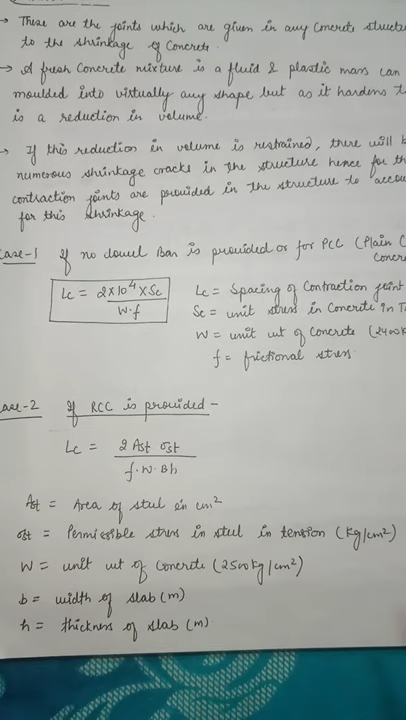 → These are the joints which are given in any Concrete structu
to the shrinkage of Concrete.
→ A fresh Concrete mixture is a fluid & plastic mass can
moulded into virtually any shape but as it hardens t
is a reduction in volume.
→ If this reduction in volume is restrained, there will b
numerous shrinkage cracks in the structure hence for th
contraction joints are provided in the structure to accou
for this shrinkage.
Case-1 If no dowel Bar is provided or for PCC (Plain C
concre
Lc = 2×10⁴×Sc / W.f
Lc = Spacing of Contraction joint
Sc = unit stress in Concrete in T
W = unit wt of Concrete (2400k
f = frictional stress
ase-2 If RCC is provided -
Lc = 2 Ast σst / f.W.Bh
Ast = Area of steel in cm²
σst = Permissible stress in steel in tension (kg/cm²)
W = unit wt of concrete (2500kg/cm²)
b = width of slab (m)
h = thickness of slab (m)